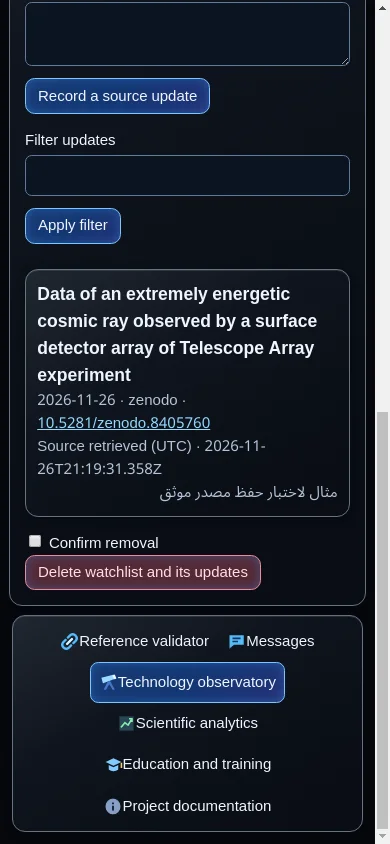 Record a source update
Filter updates
Apply filter
Data of an extremely energetic
cosmic ray observed by a surface
detector array of Telescope Array
experiment
2026-11-26 · zenodo ·
10.5281/zenodo.8405760
Source retrieved (UTC) · 2026-11-
26T21:19:31.358Z
مثال لاختبار حفظ مصدر موثق
Confirm removal
Delete watchlist and its updates
Reference validator Messages
Technology observatory
Scientific analytics
Education and training
Project documentation